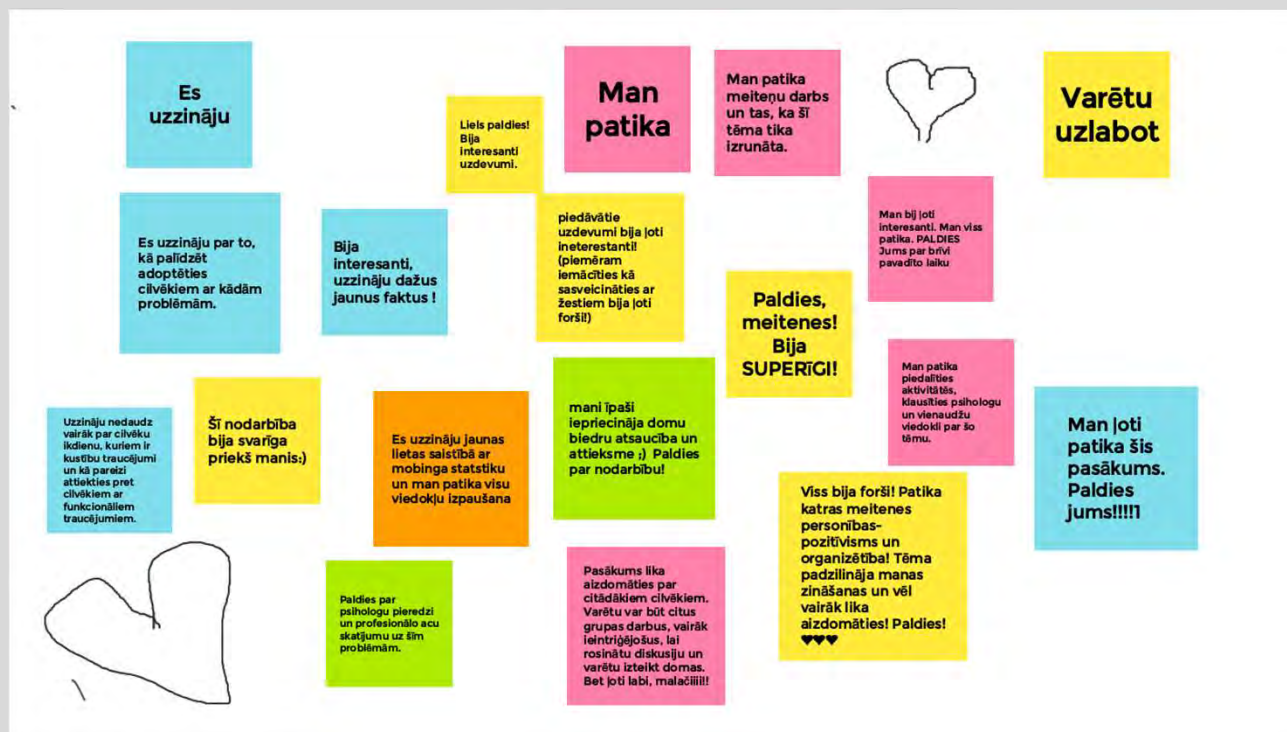 Es
uzzināju
Liels paldies!
Bija
interesanti
uzdevumi.
Man
patika
Man patika
meiteņu darbs
un tas, ka šī
tēma tika
izrunāta.
Varētu
uzlabot
Es uzzināju par to,
kā palīdzēt
adoptēties
cilvēkiem ar kādām
problēmām.
Bija
interesanti,
uzzināju dažus
jaunus faktus !
piedāvātie
uzdevumi bija ļoti
ineterestanti!
(piemēram
iemācīties kā
sasveicināties ar
žestiem bija ļoti
forši!)
Man bij ļoti
interesanti. Man viss
patika. PALDIES
Jums par brīvi
pavadīto laiku
Paldies,
meitenes!
Bija
SUPERĪGI!
Uzzināju nedaudz
vairāk par cilvēku
ikdienu, kuriem ir
kustību traucējumi
un kā pareizi
attiekties pret
cilvēkiem ar
funkcionāliem
traucējumiem.
Šī nodarbība
bija svarīga
priekš manis:)
Es uzzināju jaunas
lietas saistībā ar
mobinga statstiku
un man patika visu
viedokļu izpaušana
mani īpaši
iepriecināja domu
biedru atsaucība un
attieksme ;) Paldies
par nodarbību!
Man patika
piedalīties
aktivitātēs,
klausīties psihologu
un vienaudžu
viedokli par šo
tēmu.
Man ļoti
patika šis
pasākums.
Paldies
jums!!!!1
Paldies par
psihologu pieredzi
un profesionālo acu
skatījumu uz šīm
problēmām.
Pasākums lika
aizdomāties par
citādākiem cilvēkiem.
Varētu var būt citus
grupas darbus, vairāk
ieintriģējošus, lai
rosinātu diskusiju un
varētu izteikt domas.
Bet ļoti labi, malačiiii!!
Viss bija forši! Patika
katras meitenes
personības-
pozitīvisms un
organizētība! Tēma
padzilināja manas
zināšanas un vēl
vairāk lika
aizdomāties! Paldies!
♥♥♥